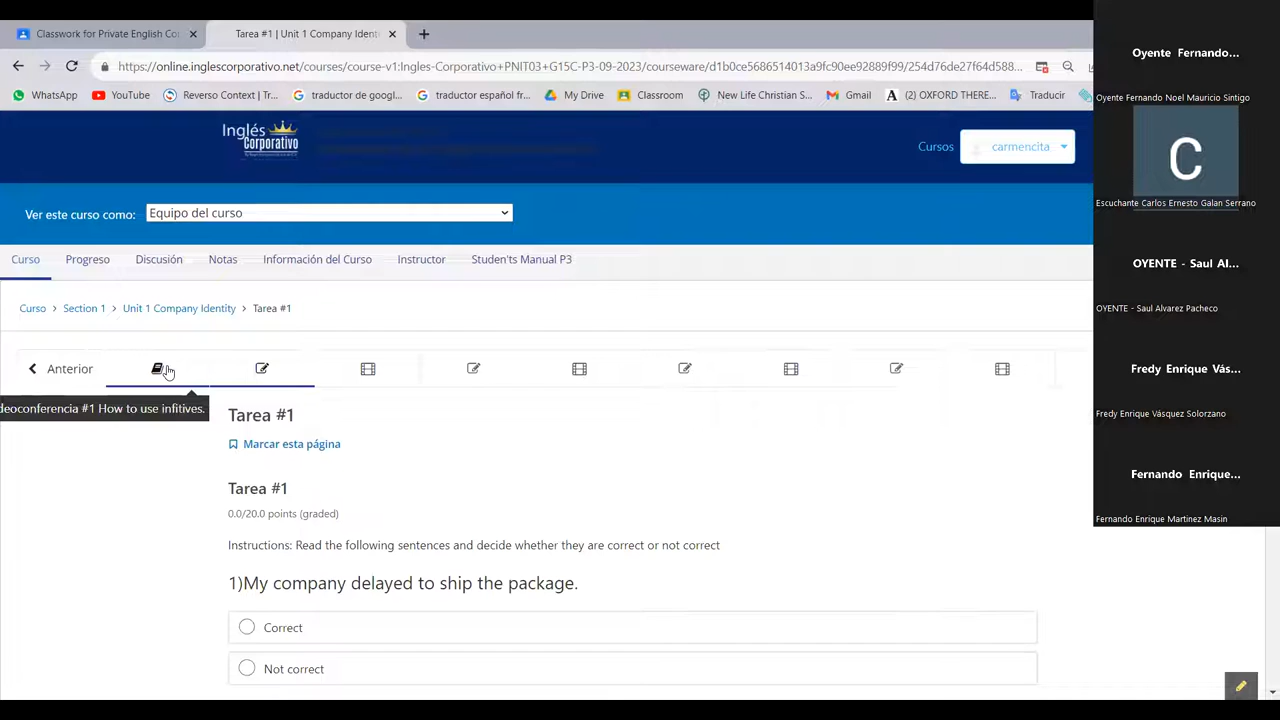 Classwork for Private English Co
Tarea #1 | Unit 1 Company Ident
https://online.inglescorporativo.net/courses/course-v1:Ingles-Corporativo+PNIT03+G15C-P3-09-2023/courseware/d1b0ce5686514013a9fc90ee92889f99/254d76de27f64d588...
WhatsApp
YouTube
Reverso Context | Tr...
traductor de googl...
traductor español fr...
My Drive
Classroom
New Life Christian S...
Gmail
(2) OXFORD THERE...
Traducir
Inglés
Corporativo
Cursos
carmencita
Ver este curso como:
Equipo del curso
Curso
Progreso
Discusión
Notas
Información del Curso
Instructor
Studen'ts Manual P3
Curso > Section 1 > Unit 1 Company Identity > Tarea #1
Anterior
deoconferencia #1 How to use infitives.
Tarea #1
Marcar esta página
Tarea #1
0.0/20.0 points (graded)
Instructions: Read the following sentences and decide whether they are correct or not correct
1)My company delayed to ship the package.
Correct
Not correct
Oyente Fernando...
Oyente Fernando Noel Mauricio Sintigo
C
Escuchante Carlos Ernesto Galan Serrano
OYENTE - Saul Al...
OYENTE - Saul Alvarez Pacheco
Fredy Enrique Vás...
Fredy Enrique Vásquez Solorzano
Fernando Enrique...
Fernando Enrique Martinez Masin